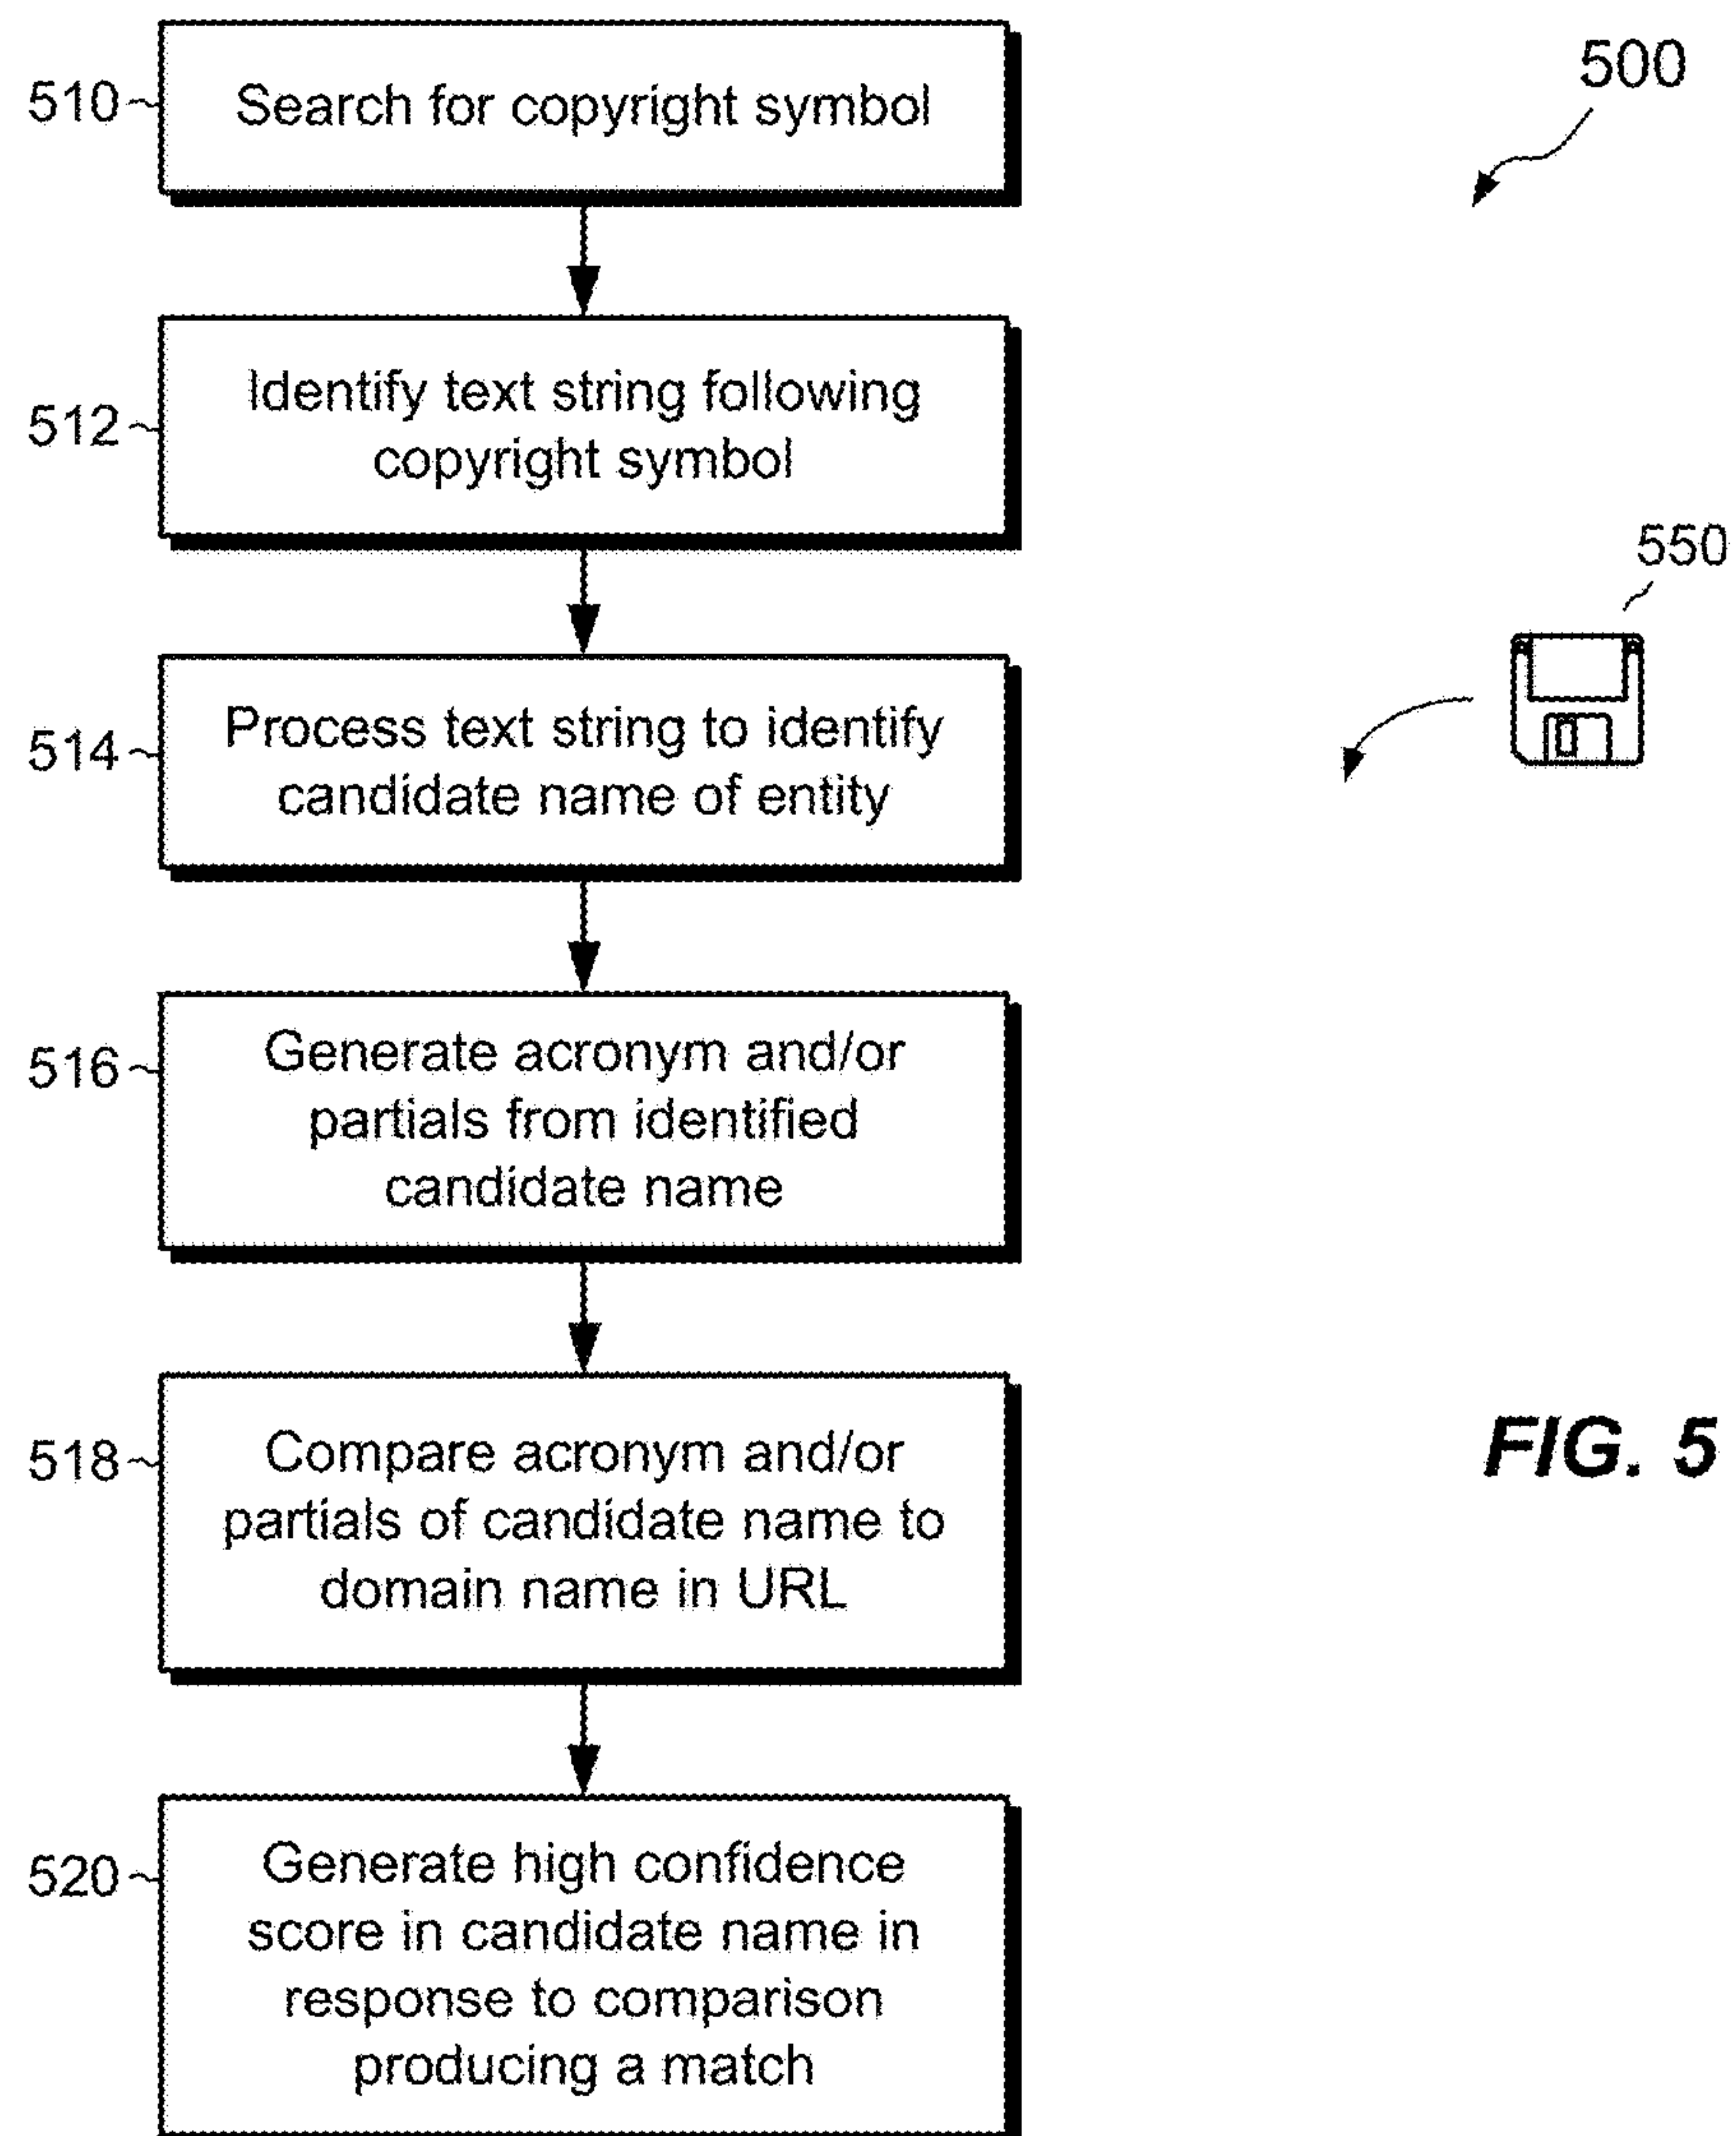 500
510
Search for copyright symbol
512
Identify text string following
copyright symbol
550
514
Process text string to identify
candidate name of entity
516
Generate acronym and/or
partials from identified
candidate name
518
Compare acronym and/or
partials of candidate name to
domain name in URL
FIG. 5
520
Generate high confidence
score in candidate name in
response to comparison
producing a match